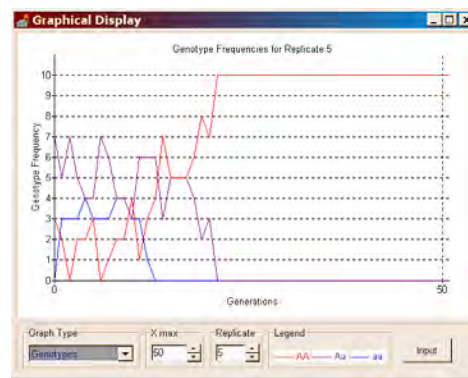 Graphical Display
Genotype Frequencies for Replicate 5
Genotype Frequency
10
9
8
7
6
5
4
3
2
1
0
0
50
Generations
Graph Type
X max
Replicate
Legend
Genotypes
50
5
AA
Aa
aa
Input